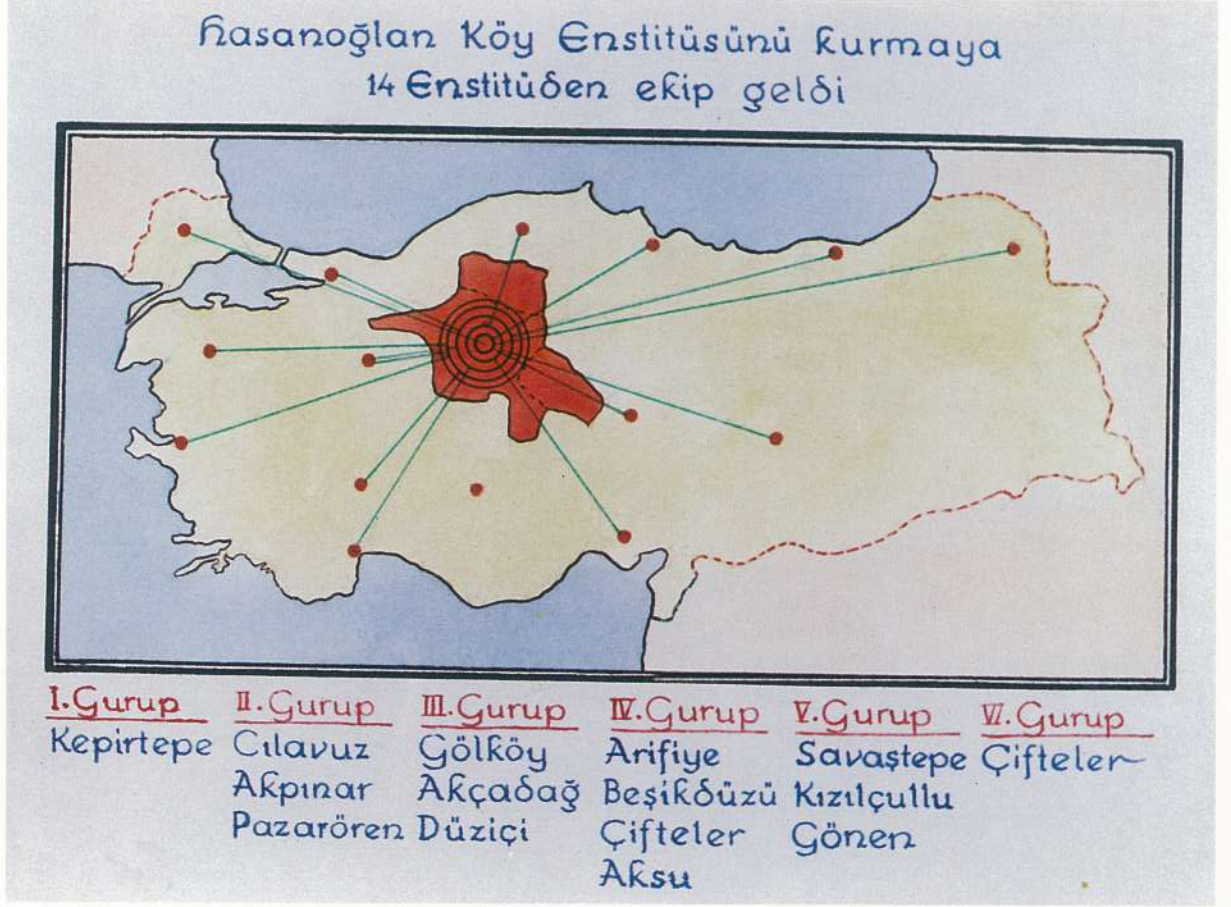 Hasanoğlan Köy Enstitüsünü kurmaya
14 Enstitüden ekip geldi
I.Gurup
Kepirtepe
II.Gurup
Cılavuz
Akpınar
Pazarören
III.Gurup
Gölköy
Akçadağ
Düziçi
IV.Gurup
Arifiye
Beşikdüzü
Çifteler
Aksu
V.Gurup
Savaştepe
Kızılçullu
Gönen
VI.Gurup
Çifteler